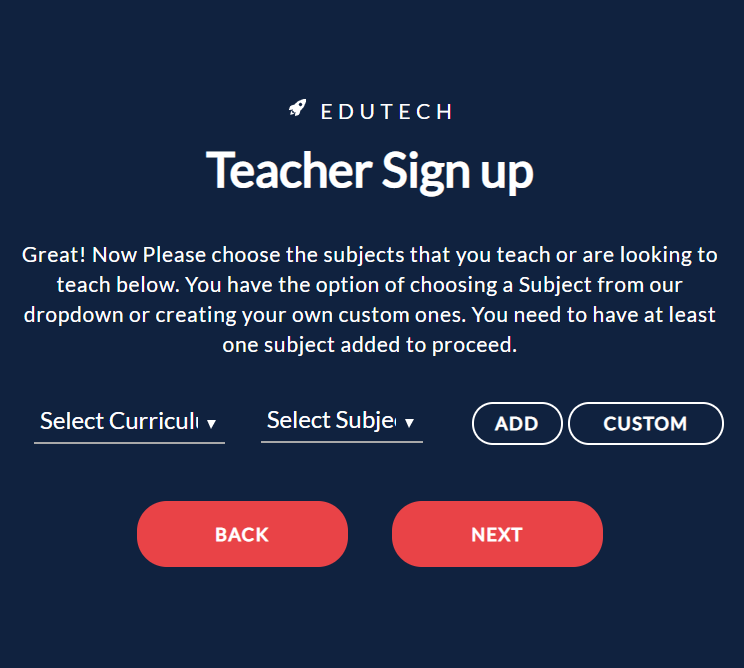 EDUTECH
Teacher Sign up
Great! Now Please choose the subjects that you teach or are looking to
teach below. You have the option of choosing a Subject from our
dropdown or creating your own custom ones. You need to have at least
one subject added to proceed.
Select Curricul Select Subje ADD CUSTOM
BACK NEXT